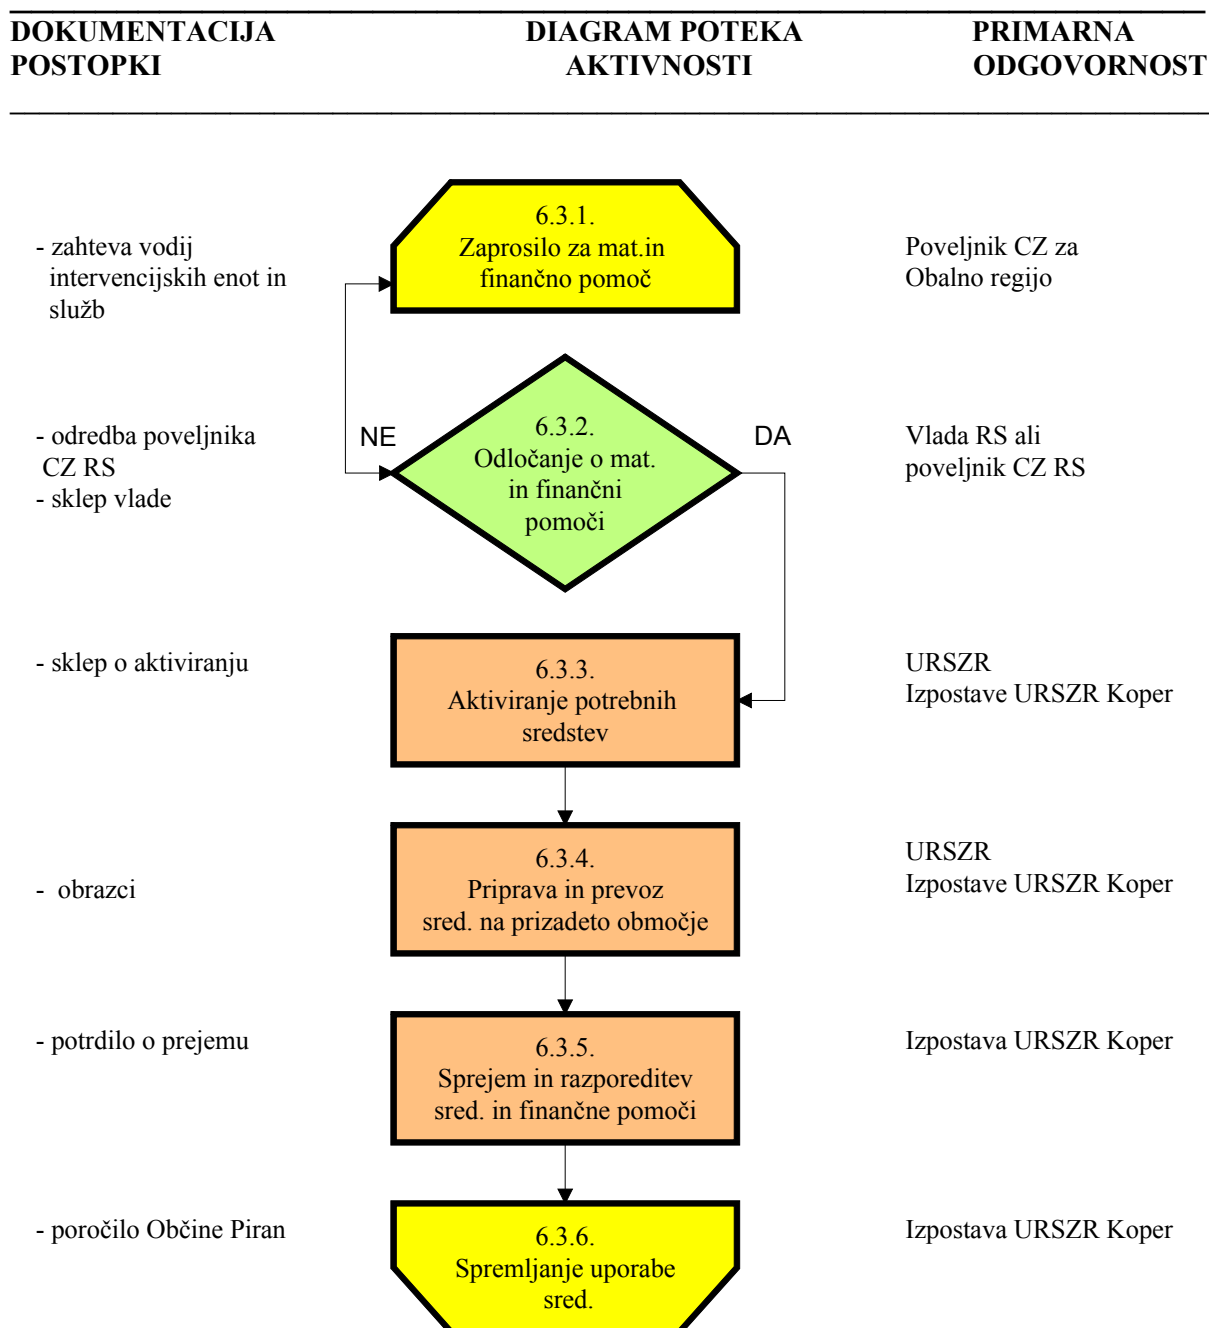 DOKUMENTACIJA DIAGRAM POTEKA PRIMARNA
POSTOPKI AKTIVNOSTI ODGOVORNOST
6.3.1.
- zahteva vodij Zaprosilo za mat.in Poveljnik CZ za
intervencijskih enot in finančno pomoč Obalno regijo
služb
- odredba poveljnika NE 6.3.2. DA Vlada RS ali
CZ RS Odločanje o mat. poveljnik CZ RS
- sklep vlade in finančni
pomoči
- sklep o aktiviranju 6.3.3. URSZR
Aktiviranje potrebnih Izpostave URSZR Koper
sredstev
6.3.4. URSZR
- obrazci Priprava in prevoz Izpostave URSZR Koper
sred. na prizadeto območje
- potrdilo o prejemu 6.3.5. Izpostava URSZR Koper
Sprejem in razporeditev
sred. in finančne pomoči
- poročilo Občine Piran 6.3.6. Izpostava URSZR Koper
Spremljanje uporabe
sred.